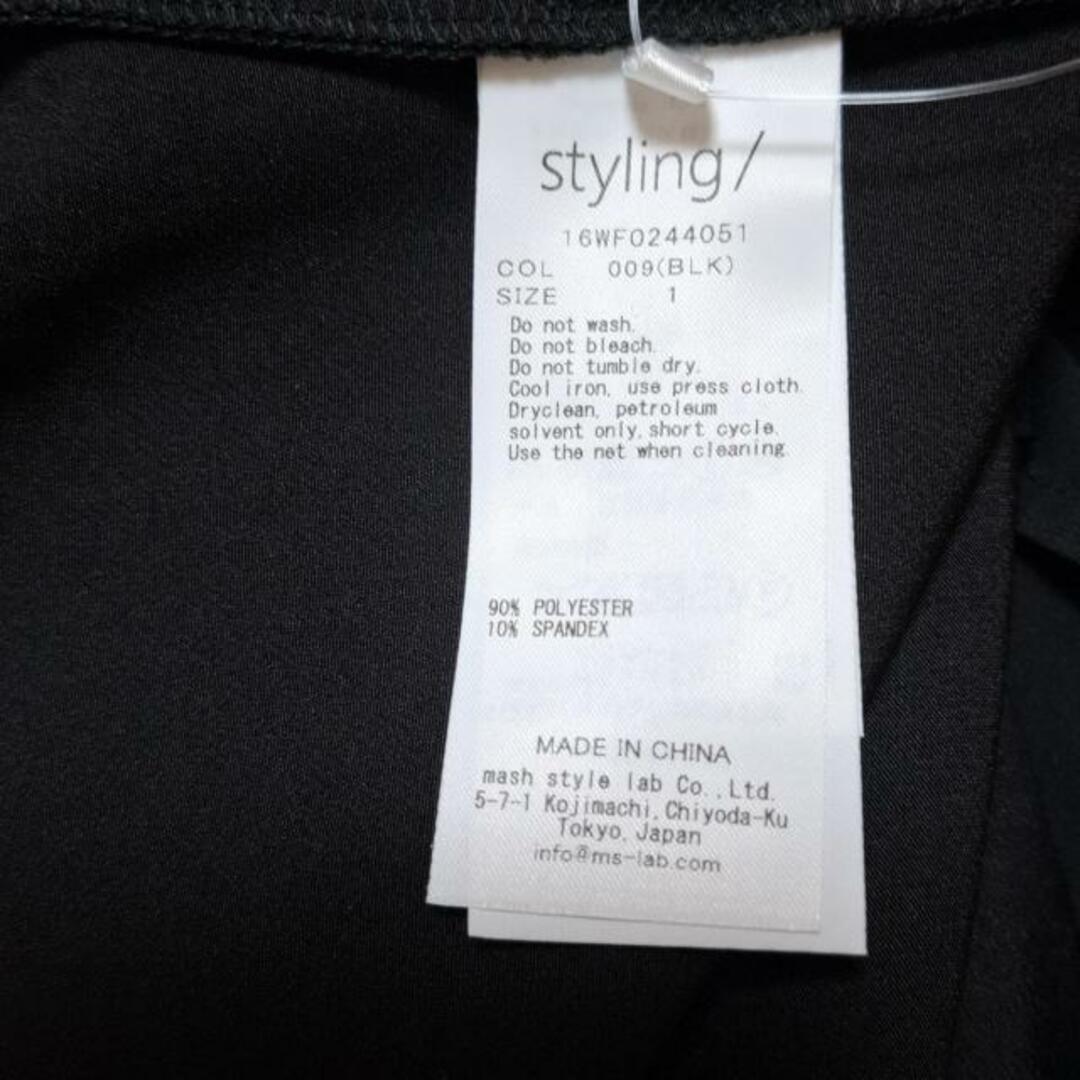 styling/
16WF0244051
COL 009(BLK)
SIZE 1
Do not wash.
Do not bleach.
Do not tumble dry.
Cool iron, use press cloth.
Dryclean, petroleum
solvent only, short cycle.
Use the net when cleaning
90% POLYESTER
10% SPANDEX
MADE IN CHINA
mash style lab Co.,Ltd.
5-7-1 Kojimachi,Chiyoda-Ku
Tokyo,Japan
info@ms-lab.com